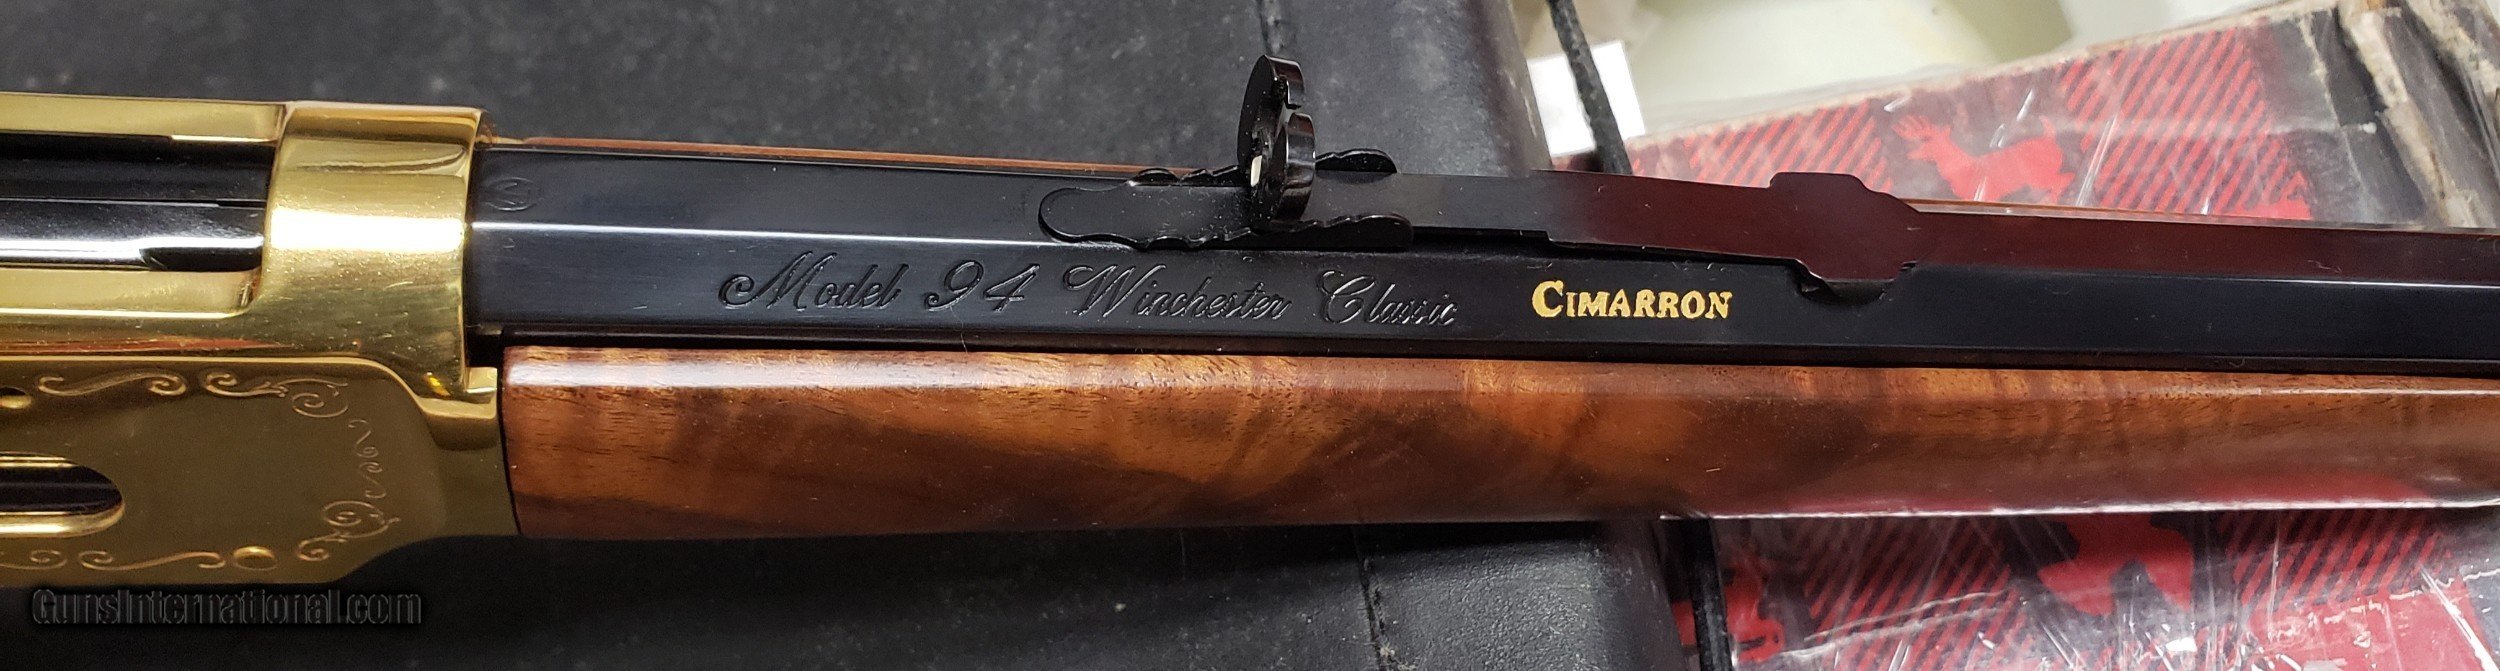 Model 94 Winchester Classic CIMARRON
GunsInternational.com